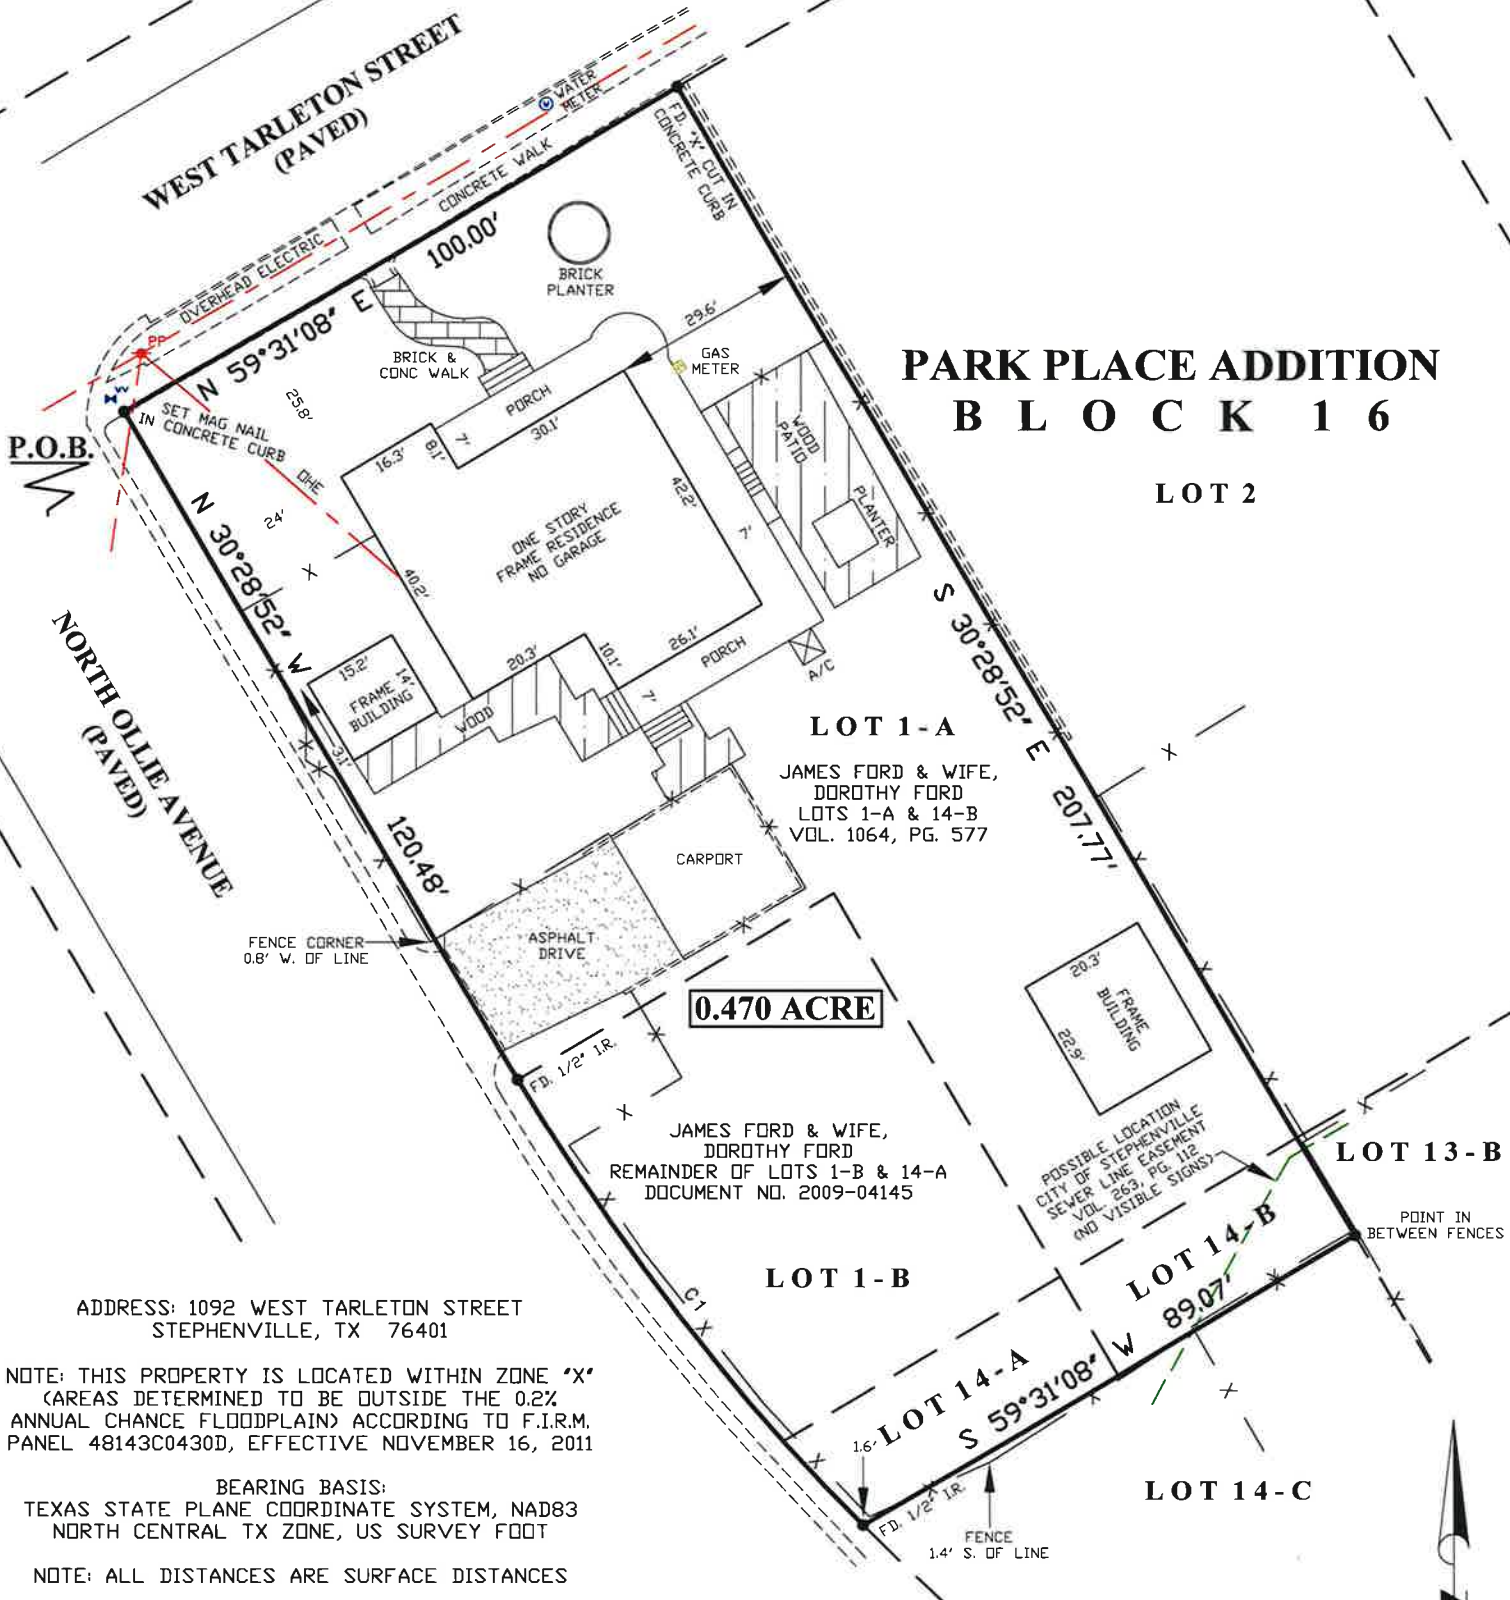 WEST TARLETON STREET
(PAVED)
WATER
METER
CONCRETE WALK
OVERHEAD ELECTRIC
FD. "X" CUT IN
CONCRETE CURB
N 59°31'08" E 100.00'
BRICK
PLANTER
PP
W
P.O.B.
SET MAG NAIL
IN CONCRETE CURB
25.8'
BRICK &
CONC WALK
29.6'
GAS
METER
PARK PLACE ADDITION
BLOCK 16
LOT 2
PORCH
30.1'
7'
8.1'
16.3'
OHE
24'
WOOD
PATIO
PLANTER
42.2'
7'
ONE STORY
FRAME RESIDENCE
NO GARAGE
40.2'
N 30°28'52" W 120.48'
NORTH OLLIE AVENUE
(PAVED)
15.2'
14'
FRAME
BUILDING
3.1'
WOOD
20.3'
10.1'
26.1'
7'
PORCH
A/C
S 30°28'52" E 207.77'
LOT 1-A
JAMES FORD & WIFE,
DOROTHY FORD
LOTS 1-A & 14-B
VOL. 1064, PG. 577
CARPORT
ASPHALT
DRIVE
FENCE CORNER
0.8' W. OF LINE
0.470 ACRE
20.3'
22.9'
FRAME
BUILDING
FD. 1/2" I.R.
JAMES FORD & WIFE,
DOROTHY FORD
REMAINDER OF LOTS 1-B & 14-A
DOCUMENT NO. 2009-04145
POSSIBLE LOCATION
CITY OF STEPHENVILLE
SEWER LINE EASEMENT
VOL. 263, PG. 112
(NO VISIBLE SIGNS)
LOT 13-B
POINT IN
BETWEEN FENCES
LOT 14-B
LOT 1-B
C1
S 59°31'08" W 89.07'
LOT 14-A
1.6'
FD. 1/2" I.R.
FENCE
1.4' S. OF LINE
LOT 14-C
ADDRESS: 1092 WEST TARLETON STREET
STEPHENVILLE, TX 76401
NOTE: THIS PROPERTY IS LOCATED WITHIN ZONE "X"
(AREAS DETERMINED TO BE OUTSIDE THE 0.2%
ANNUAL CHANCE FLOODPLAIN) ACCORDING TO F.I.R.M.
PANEL 48143C0430D, EFFECTIVE NOVEMBER 16, 2011
BEARING BASIS:
TEXAS STATE PLANE COORDINATE SYSTEM, NAD83
NORTH CENTRAL TX ZONE, US SURVEY FOOT
NOTE: ALL DISTANCES ARE SURFACE DISTANCES